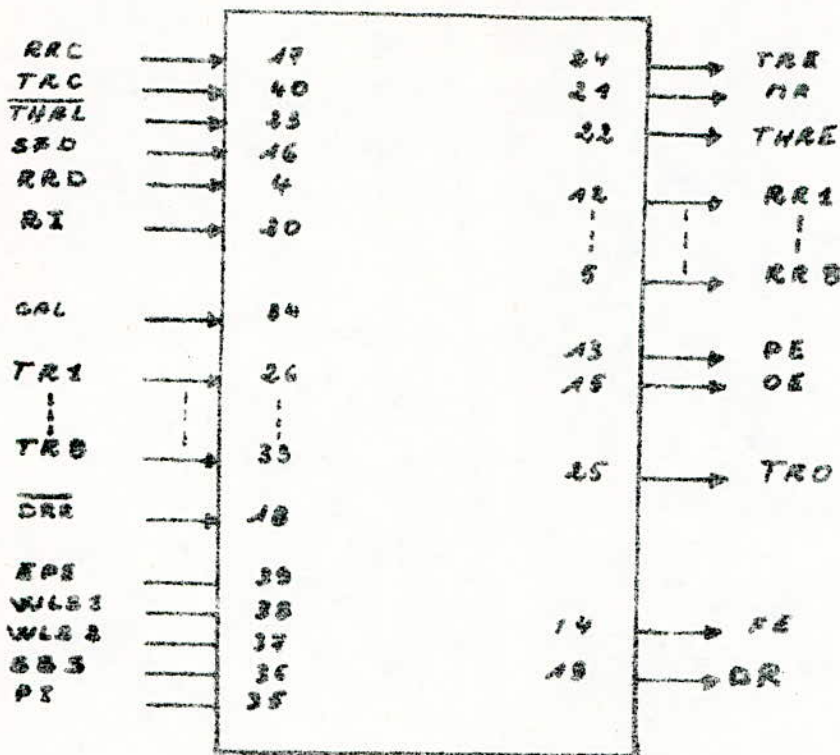 RRC 17 24 TRE
TRC 40 21 MR
THRL 23 22 THRE
SFD 16
RRD 4 12 RR1
RI 20
5 RR8
CRL 34
13 PE
TR1 26 15 OE
TR8 33
25 TRO
DRR 18
EPE 39
WLS1 38
WLS2 37 14 FE
SBS 36 19 DR
PI 35